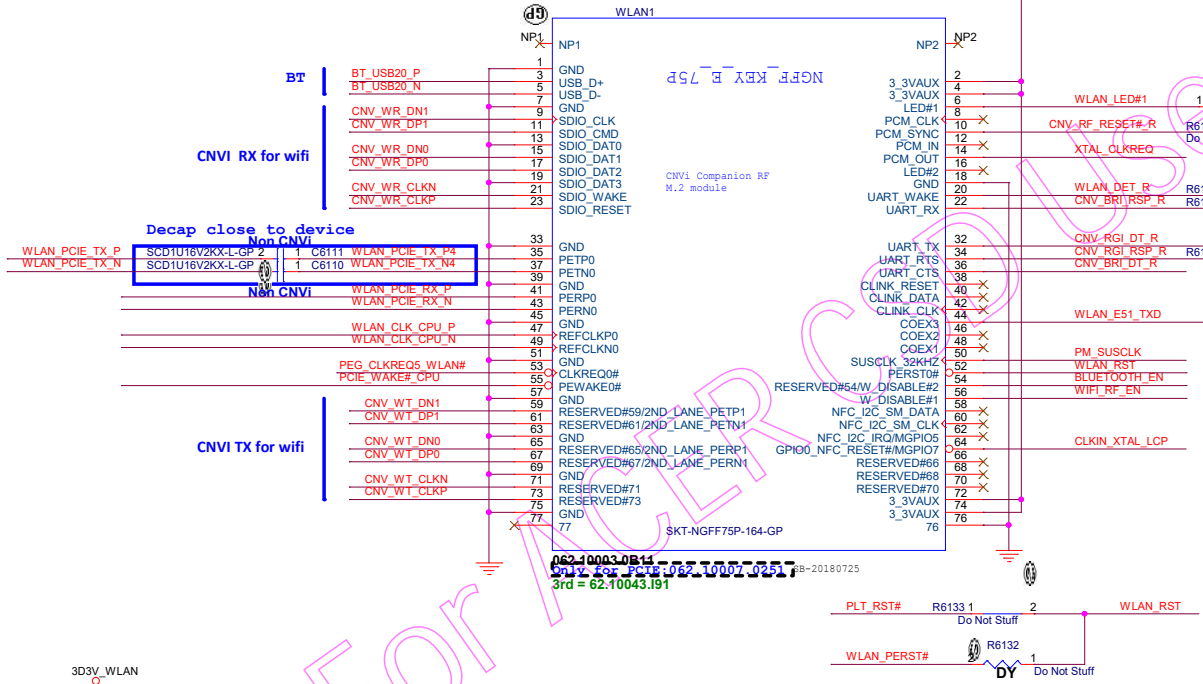 WLAN1
NP1 NP1 NP2 NP2
NGFF_KEY_E_75P
CNVi Companion RF
M.2 module
BT
BT_USB20_P
BT_USB20_N
CNV_WR_DN1
CNV_WR_DP1
CNVI RX for wifi
CNV_WR_DN0
CNV_WR_DP0
CNV_WR_CLKN
CNV_WR_CLKP
Decap close to device
Non CNVi
WLAN_PCIE_TX_P SCD1U16V2KX-L-GP 2 1 C6111 WLAN_PCIE_TX_P4
WLAN_PCIE_TX_N SCD1U16V2KX-L-GP 1 C6110 WLAN_PCIE_TX_N4
Non CNVi
WLAN_PCIE_RX_P
WLAN_PCIE_RX_N
WLAN_CLK_CPU_P
WLAN_CLK_CPU_N
PEG_CLKREQ5_WLAN#
PCIE_WAKE#_CPU
CNV_WT_DN1
CNV_WT_DP1
CNVI TX for wifi
CNV_WT_DN0
CNV_WT_DP0
CNV_WT_CLKN
CNV_WT_CLKP
1 GND
3 USB_D+
5 USB_D-
7 GND
9 SDIO_CLK
11 SDIO_CMD
13 SDIO_DAT0
15 SDIO_DAT1
17 SDIO_DAT2
19 SDIO_DAT3
21 SDIO_WAKE
23 SDIO_RESET
33 GND
35 PETP0
37 PETN0
39 GND
41 PERP0
43 PERN0
45 GND
47 REFCLKP0
49 REFCLKN0
51 GND
53 CLKREQ0#
55 PEWAKE0#
57 GND
59 RESERVED#59/2ND_LANE_PETP1
61 RESERVED#61/2ND_LANE_PETN1
63 GND
65 RESERVED#65/2ND_LANE_PERP1
67 RESERVED#67/2ND_LANE_PERN1
69 GND
71 RESERVED#71
73 RESERVED#73
75 GND
77 77
3_3VAUX 2
3_3VAUX 4
LED#1 6 WLAN_LED#1 1
PCM_CLK 8
PCM_SYNC 10 CNV_RF_RESET#_R R61
PCM_IN 12 Do
PCM_OUT 14 XTAL_CLKREQ
LED#2 16
GND 18
UART_WAKE 20 WLAN_DET_R R61
UART_RX 22 CNV_BRI_RSP_R R61
UART_TX 32 CNV_RGI_DT_R
UART_RTS 34 CNV_RGI_RSP_R R61
UART_CTS 36 CNV_BRI_DT_R
CLINK_RESET 38
CLINK_DATA 40
CLINK_CLK 42
COEX3 44 WLAN_E51_TXD
COEX2 46
COEX1 48
SUSCLK_32KHZ 50 PM_SUSCLK
PERST0# 52 WLAN_RST
RESERVED#54/W_DISABLE#2 54 BLUETOOTH_EN
W_DISABLE#1 56 WIFI_RF_EN
NFC_I2C_SM_DATA 58
NFC_I2C_SM_CLK 60
NFC_I2C_IRQ/MGPIO5 62
GPIO0_NFC_RESET#/MGPIO7 64 CLKIN_XTAL_LCP
RESERVED#66 66
RESERVED#68 68
RESERVED#70 70
3_3VAUX 72
3_3VAUX 74
76 76
SKT-NGFF75P-164-GP
062.10003.0B11
Only for PCIE:062.10007.0251 SB-20180725
3rd = 62.10043.I91
PLT_RST# R6133 1 2 WLAN_RST
Do Not Stuff
WLAN_PERST# 2 R6132 1
DY Do Not Stuff
3D3V_WLAN
For ACER CSD Use